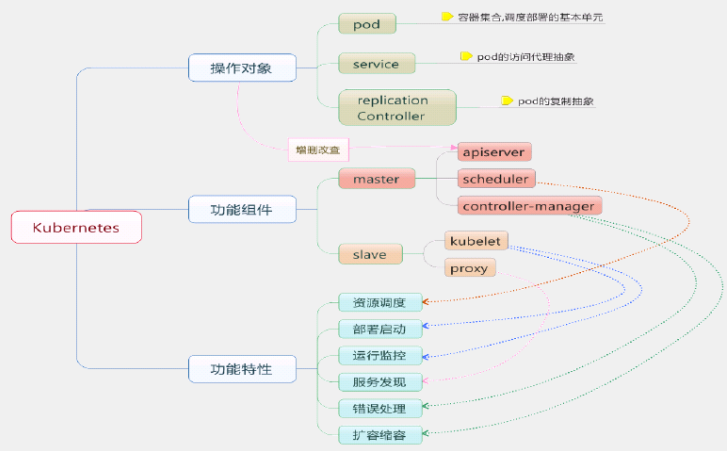 Kubernetes
操作对象
pod
容器集合,调度部署的基本单元
service
pod的访问代理抽象
replication
Controller
pod的复制抽象
增删改查
功能组件
master
apiserver
scheduler
controller-manager
slave
kubelet
proxy
功能特性
资源调度
部署启动
运行监控
服务发现
错误处理
扩容缩容